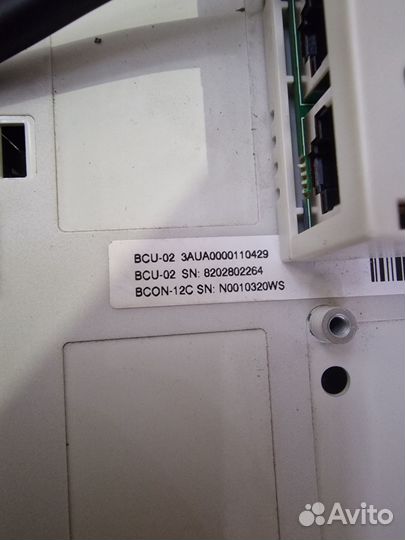 BCU-02 3AUA0000110429
BCU-02 SN: 8202802264
BCON-12C SN: N0010320WS
Avito